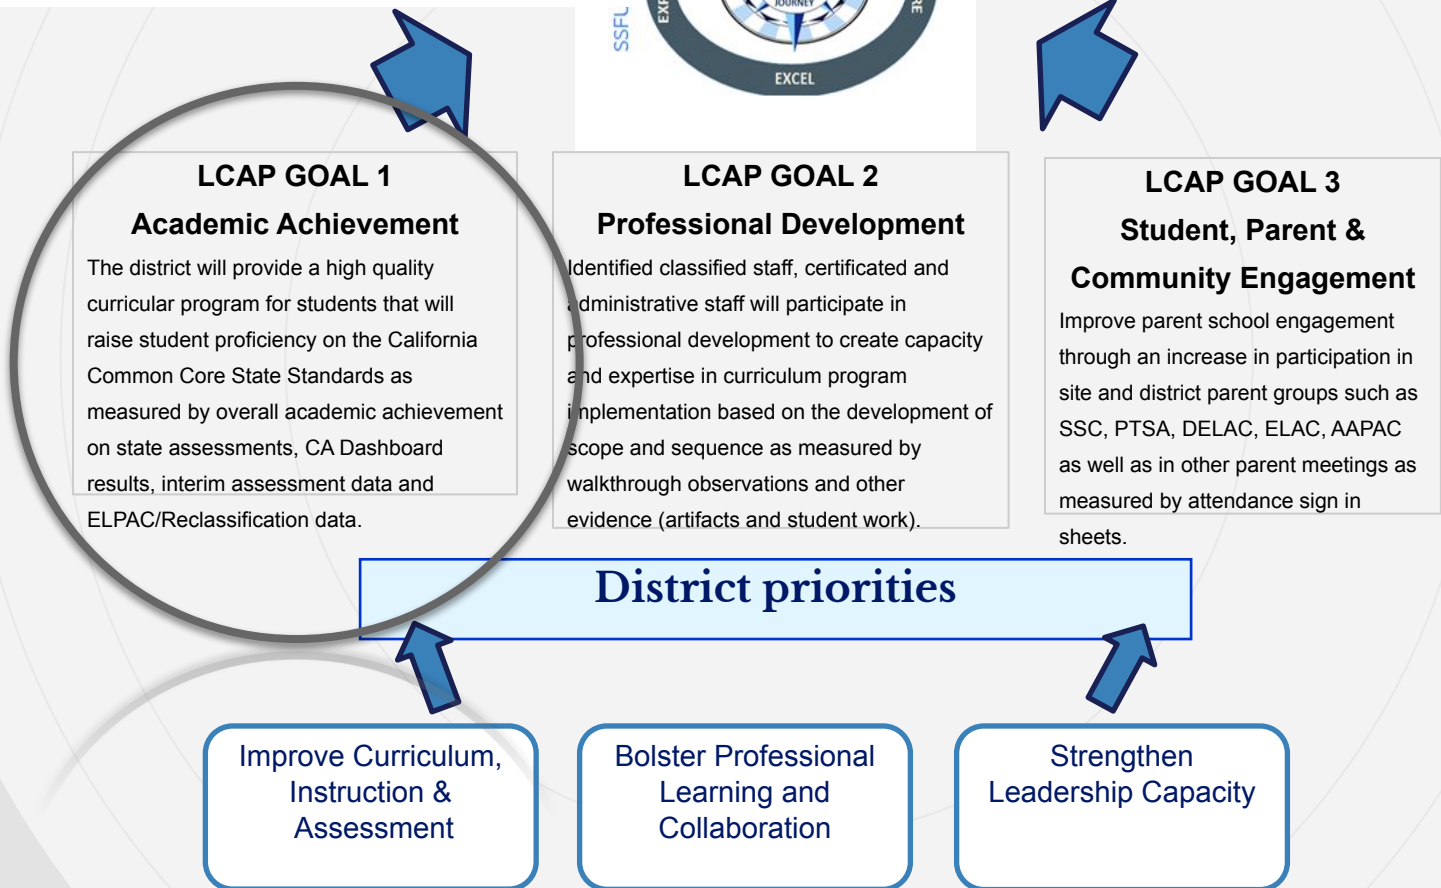 JOURNEY
EXCEL
LCAP GOAL 1
Academic Achievement
The district will provide a high quality
curricular program for students that will
raise student proficiency on the California
Common Core State Standards as
measured by overall academic achievement
on state assessments, CA Dashboard
results, interim assessment data and
ELPAC/Reclassification data.
LCAP GOAL 2
Professional Development
Identified classified staff, certificated and
administrative staff will participate in
professional development to create capacity
and expertise in curriculum program
implementation based on the development of
scope and sequence as measured by
walkthrough observations and other
evidence (artifacts and student work).
LCAP GOAL 3
Student, Parent &
Community Engagement
Improve parent school engagement
through an increase in participation in
site and district parent groups such as
SSC, PTSA, DELAC, ELAC, AAPAC
as well as in other parent meetings as
measured by attendance sign in
sheets.
District priorities
Improve Curriculum,
Instruction &
Assessment
Bolster Professional
Learning and
Collaboration
Strengthen
Leadership Capacity